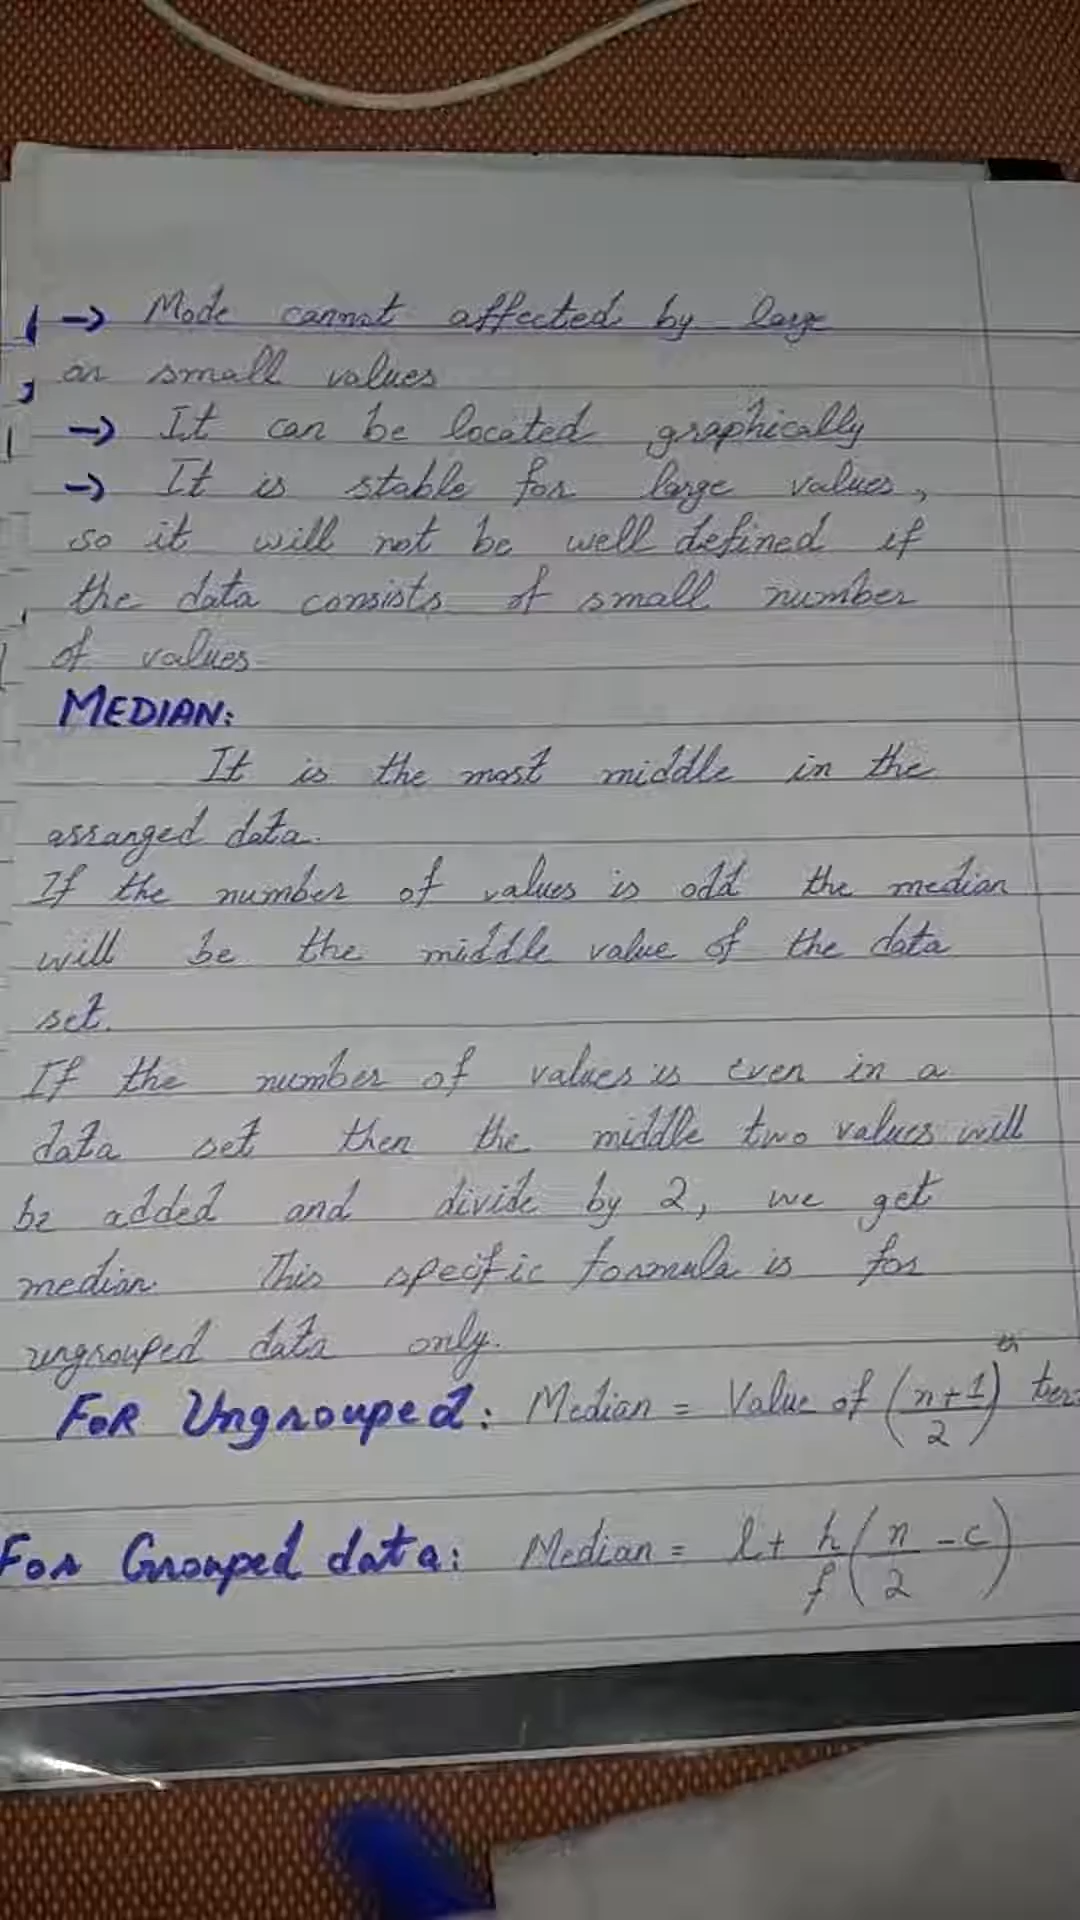 → Mode cannot affected by large
or small values
→ It can be located graphically
→ It is stable for large values,
so it will not be well defined if
the data consists of small number
of values
MEDIAN:
It is the most middle in the
arranged data.
If the number of values is odd the median
will be the middle value of the data
set.
If the number of values is even in a
data set then the middle two values will
be added and divide by 2, we get
median. This specific formula is for
ungrouped data only.
FOR Ungrouped: Median = Value of (n+1/2)th
For Grouped data: Median = l + h/f (n/2 - c)